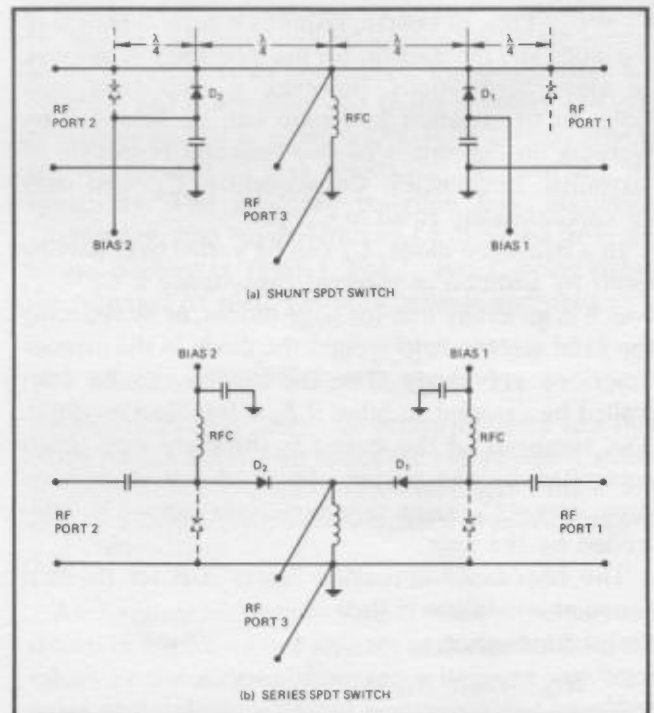 λ/4 λ/4 λ/4 λ/4
D₂ D₁
RF PORT 2
RFC
RF PORT 1
RF PORT 3
BIAS 2 BIAS 1
(a) SHUNT SPDT SWITCH
BIAS 2 BIAS 1
RFC RFC
D₂ D₁
RF PORT 2
RF PORT 1
RF PORT 3
(b) SERIES SPDT SWITCH